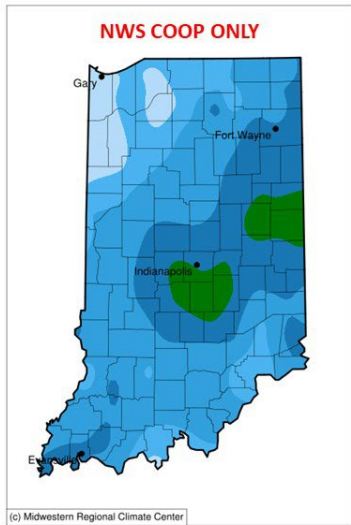 NWS COOP ONLY
Gary
Fort Wayne
Indianapolis
Evansville
(c) Midwestern Regional Climate Center